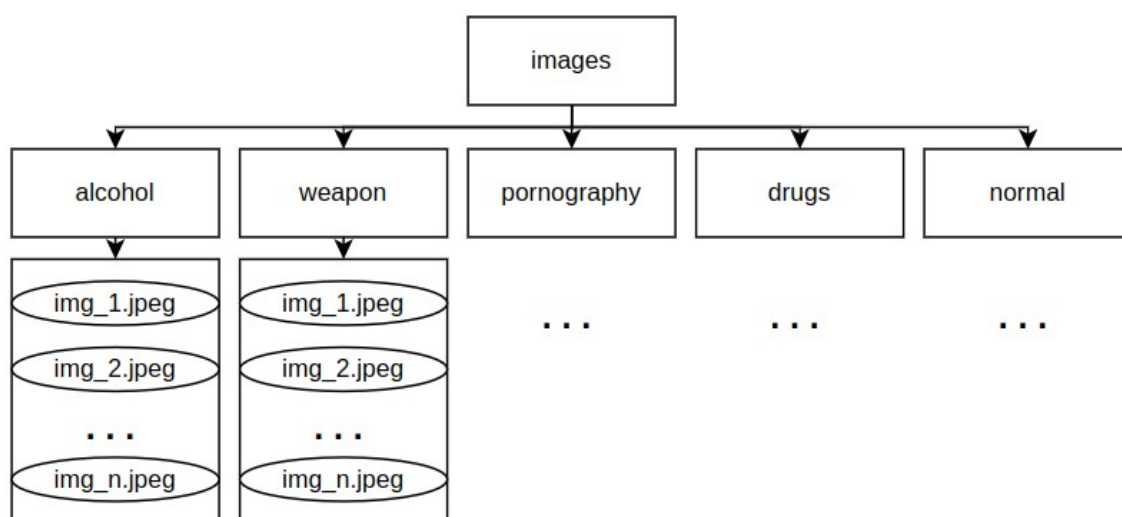 images
alcohol
weapon
pornography
drugs
normal
img_1.jpeg
img_1.jpeg
. . .
. . .
. . .
img_2.jpeg
img_2.jpeg
. . .
. . .
img_n.jpeg
img_n.jpeg